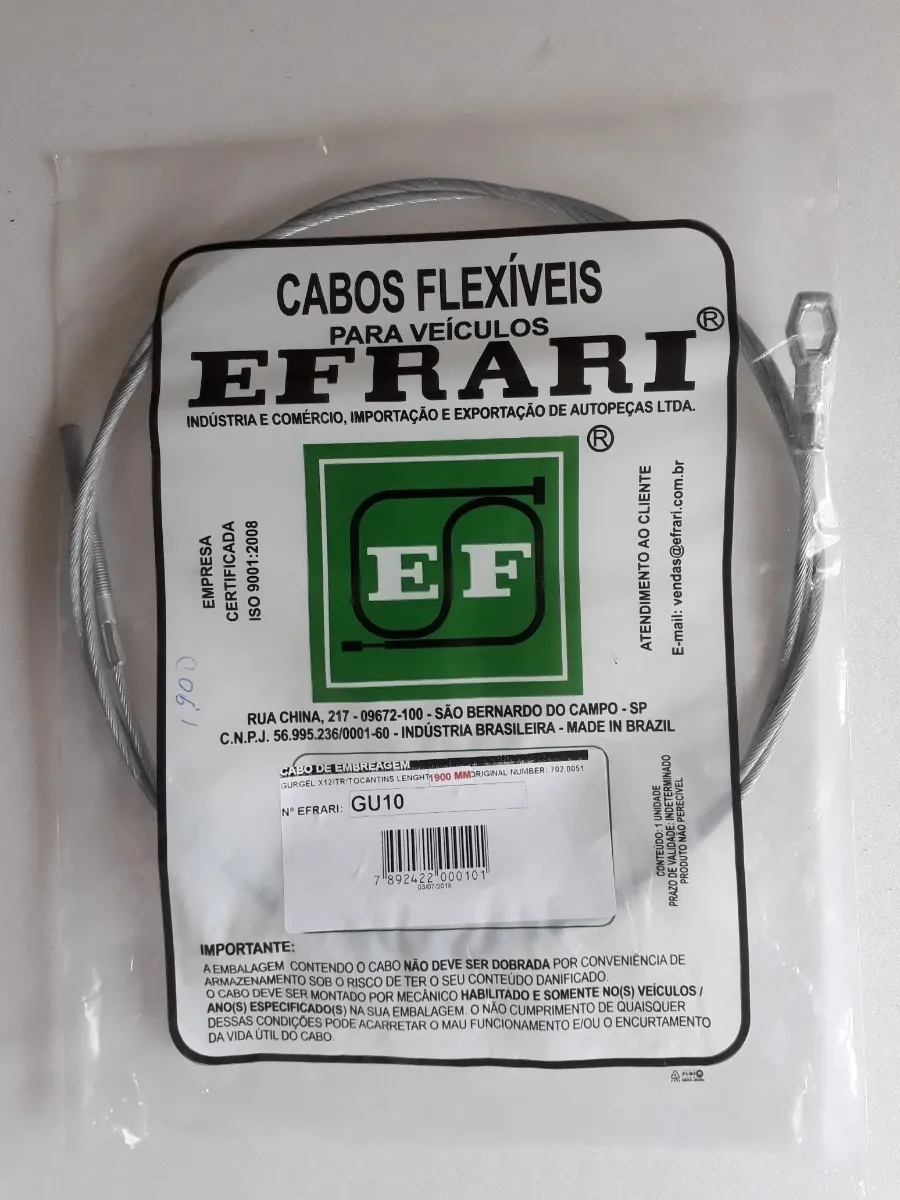 CABOS FLEXÍVEIS
PARA VEÍCULOS
EFRARI®
INDÚSTRIA E COMÉRCIO, IMPORTAÇÃO E EXPORTAÇÃO DE AUTOPEÇAS LTDA.
®
EMPRESA
CERTIFICADA
ISO 9001:2008
EF
ATENDIMENTO AO CLIENTE
E-mail: vendas@efrari.com.br
1,900
RUA CHINA, 217 - 09672-100 - SÃO BERNARDO DO CAMPO - SP
C.N.P.J. 56.995.236/0001-60 - INDÚSTRIA BRASILEIRA - MADE IN BRAZIL
CABO DE EMBREAGEM
GURGEL X12/TR/TOCANTINS LENGHT 1900 MM ORIGINAL NUMBER: 702.0051
Nº EFRARI: GU10
7 892422 000101
03/07/2018
CONTEÚDO: 1 UNIDADE
PRAZO DE VALIDADE: INDETERMINADO
PRODUTO NÃO PERECÍVEL
IMPORTANTE:
A EMBALAGEM CONTENDO O CABO NÃO DEVE SER DOBRADA POR CONVENIÊNCIA DE
ARMAZENAMENTO SOB O RISCO DE TER O SEU CONTEÚDO DANIFICADO.
O CABO DEVE SER MONTADO POR MECÂNICO HABILITADO E SOMENTE NO(S) VEÍCULOS /
ANO(S) ESPECIFICADO(S) NA SUA EMBALAGEM. O NÃO CUMPRIMENTO DE QUAISQUER
DESSAS CONDIÇÕES PODE ACARRETAR O MAU FUNCIONAMENTO E/OU O ENCURTAMENTO
DA VIDA ÚTIL DO CABO.